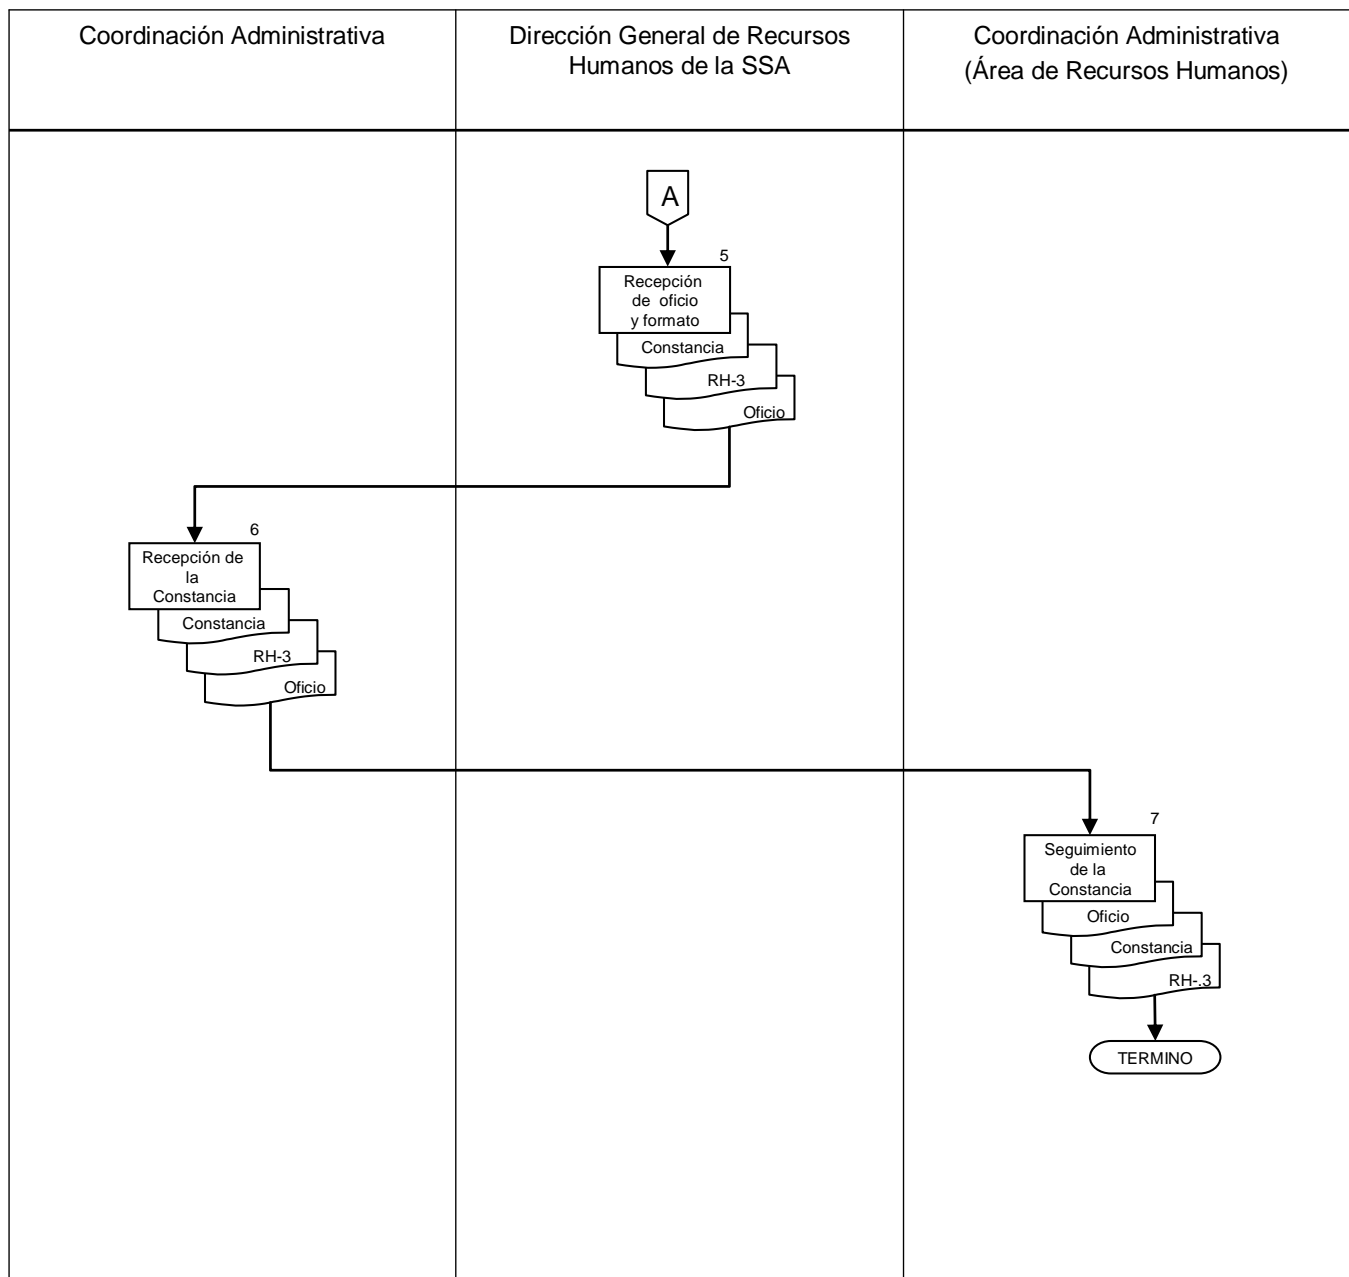 Coordinación Administrativa
Dirección General de Recursos
Humanos de la SSA
Coordinación Administrativa
(Área de Recursos Humanos)
A
5
Recepción
de oficio
y formato
Constancia
RH-3
Oficio
6
Recepción de
la
Constancia
Constancia
RH-3
Oficio
7
Seguimiento
de la
Constancia
Oficio
Constancia
RH-.3
TERMINO